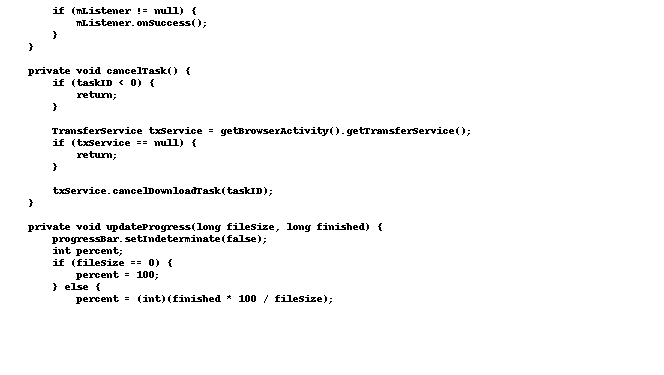 if (mListener != null) {
mListener.onSuccess();
}
}
private void cancelTask() {
if (taskID < 0) {
return;
}
TransferService txService = getBrowserActivity().getTransferService();
if (txService == null) {
return;
}
txService.cancelDownloadTask(taskID);
}
private void updateProgress(long fileSize, long finished) {
progressBar.setIndeterminate(false);
int percent;
if (fileSize == 0) {
percent = 100;
} else {
percent = (int)(finished * 100 / fileSize);